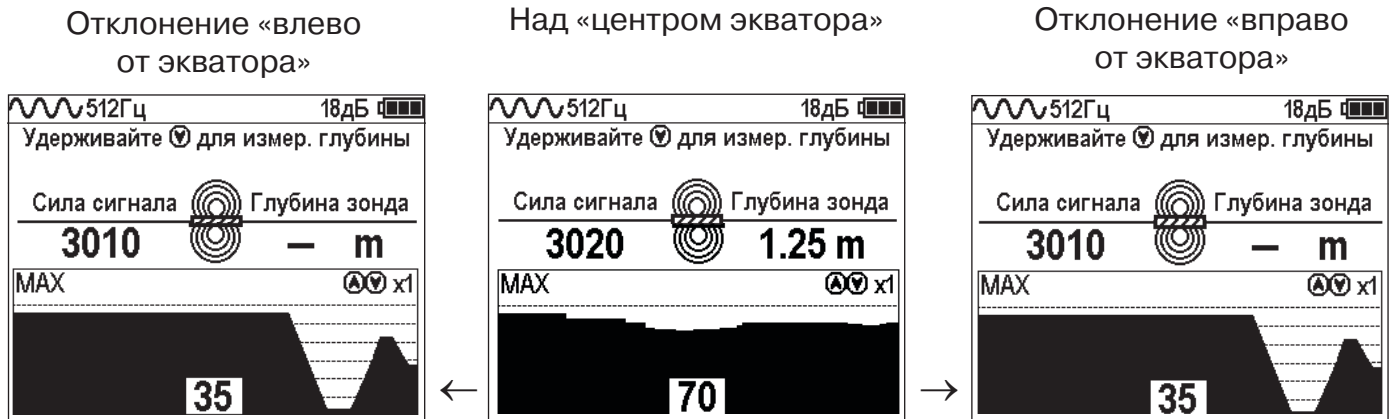 Отклонение «влево
от экватора»
512Гц 18дБ
Удерживайте для измер. глубины
Сила сигнала Глубина зонда
3010 – m
MAX x1
35
Над «центром экватора»
512Гц 18дБ
Удерживайте для измер. глубины
Сила сигнала Глубина зонда
3020 1.25 m
MAX x1
70
Отклонение «вправо
от экватора»
512Гц 18дБ
Удерживайте для измер. глубины
Сила сигнала Глубина зонда
3010 – m
MAX x1
35